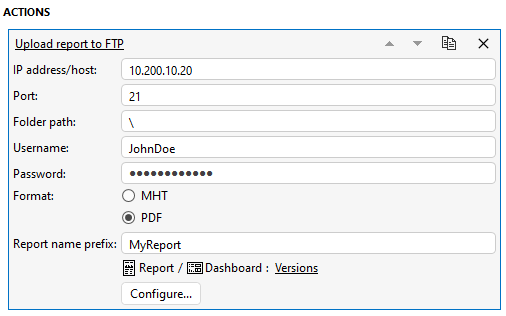 ACTIONS
Upload report to FTP
IP address/host: 10.200.10.20
Port: 21
Folder path: \
Username: JohnDoe
Password: ●●●●●●●●●●●●
Format: MHT
PDF
Report name prefix: MyReport
Report / Dashboard : Versions
Configure...